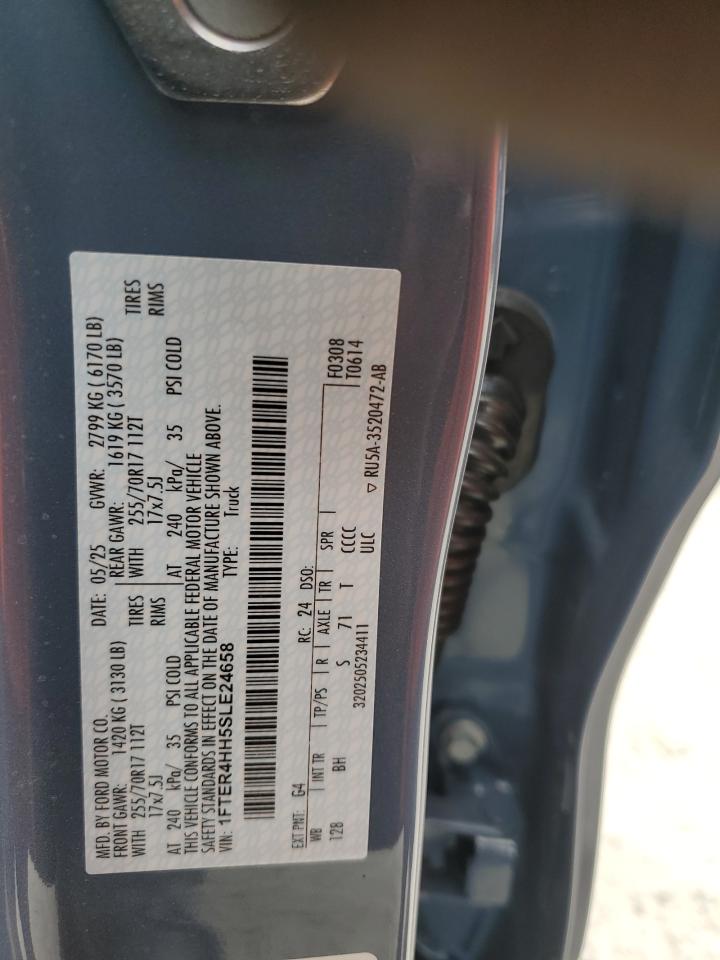 MFD. BY FORD MOTOR CO. DATE: 05/25 GVWR: 2799 KG ( 6170 LB)
FRONT GAWR: 1420 KG ( 3130 LB) REAR GAWR: 1619 KG ( 3570 LB)
WITH 255/70R17 112T TIRES WITH 255/70R17 112T TIRES
17x7.5J RIMS 17x7.5J RIMS
AT 240 kPa/ 35 PSI COLD AT 240 kPa/ 35 PSI COLD
THIS VEHICLE CONFORMS TO ALL APPLICABLE FEDERAL MOTOR VEHICLE
SAFETY STANDARDS IN EFFECT ON THE DATE OF MANUFACTURE SHOWN ABOVE.
VIN: 1FTER4HH5SLE24658 TYPE: Truck
EXT PNT: G4 RC: 24 DSO: F0308
WB INT TR TP/PS R AXLE TR SPR T0614
128 BH S 71 T CCCC
3202505234411 ULC
▽ RU5A-3520472-AB